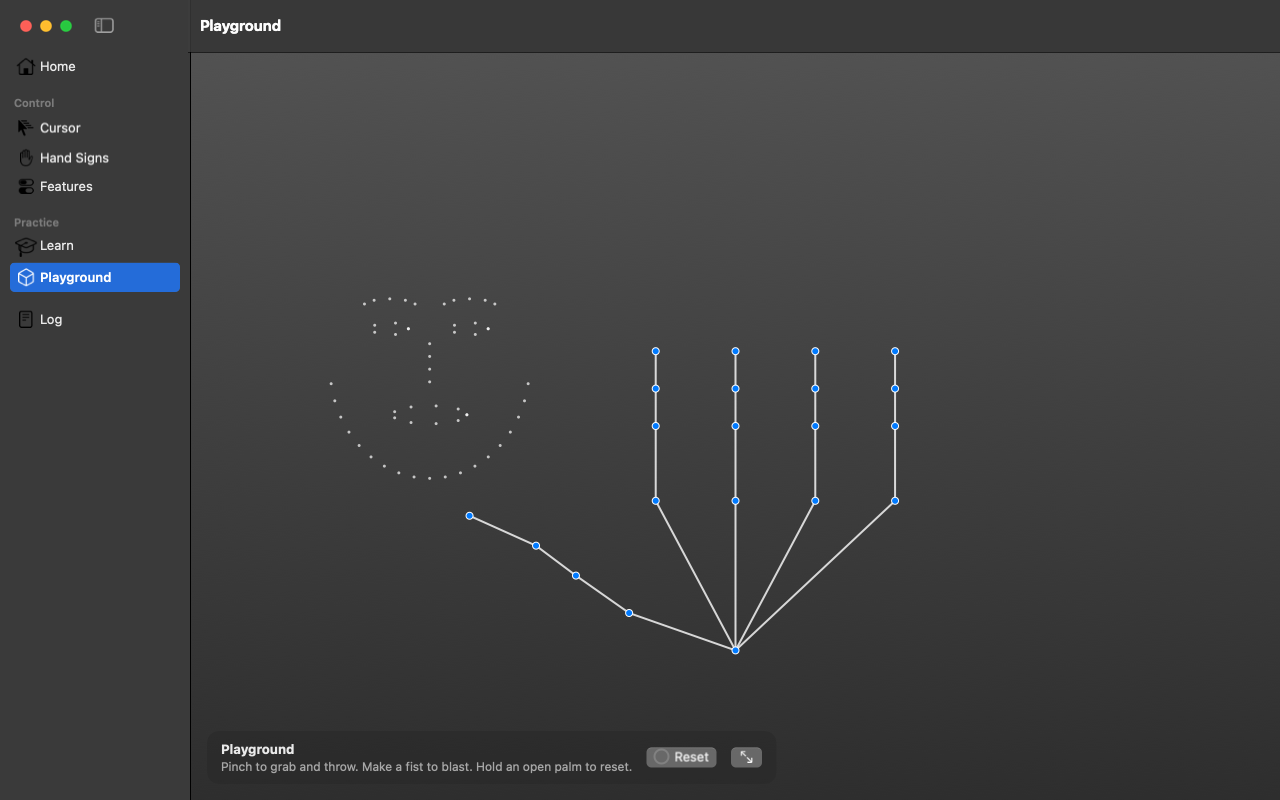 Playground
Home
Control
Cursor
Hand Signs
Features
Practice
Learn
Playground
Log
Playground
Pinch to grab and throw. Make a fist to blast. Hold an open palm to reset.
Reset